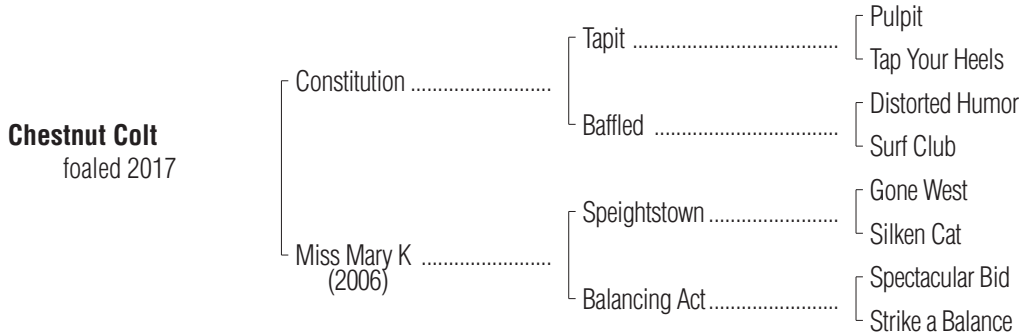 Pulpit
Tapit ........................................
Tap Your Heels
Constitution ...........................
Distorted Humor
Baffled ....................................
Surf Club
Chestnut Colt
foaled 2017
Gone West
Speightstown .........................
Silken Cat
Miss Mary K .........................
(2006)
Spectacular Bid
Balancing Act.........................
Strike a Balance